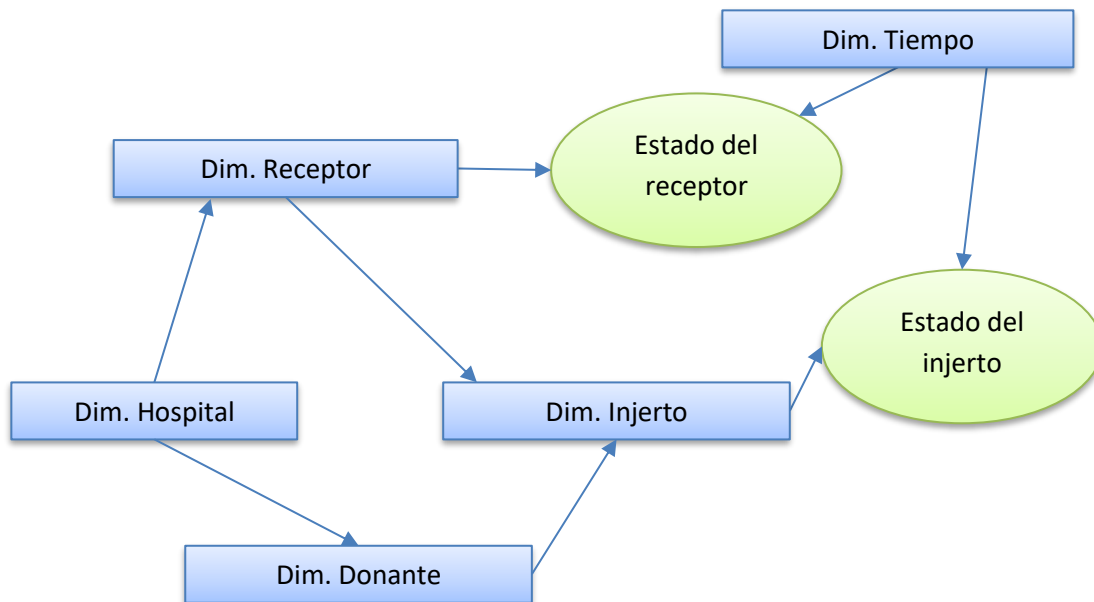 Dim. Tiempo
Estado del
receptor
Dim. Receptor
Estado del
injerto
Dim. Hospital
Dim. Injerto
Dim. Donante